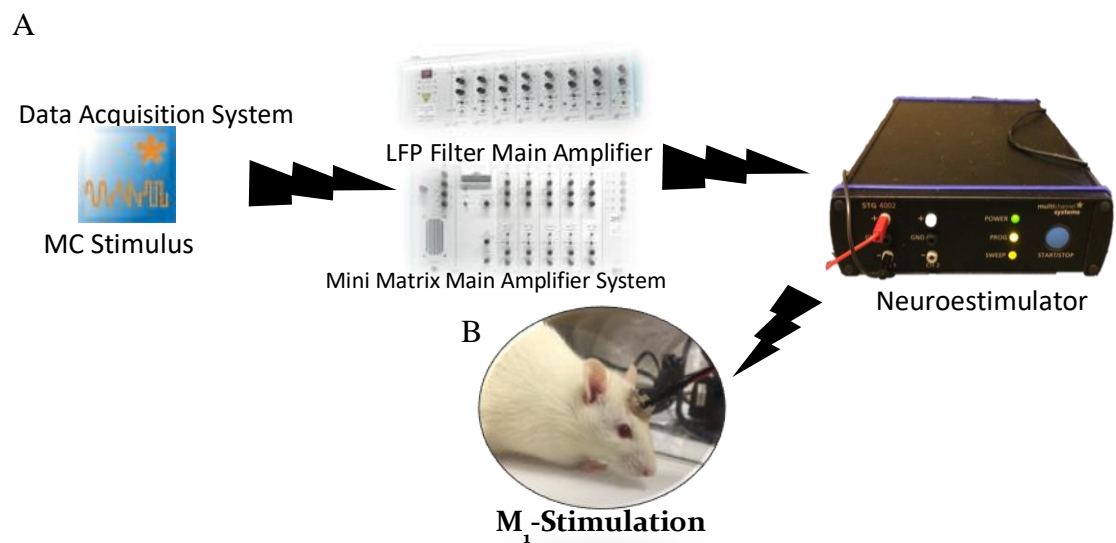 A
Data Acquisition System
MC Stimulus
LFP Filter Main Amplifier
Mini Matrix Main Amplifier System
STG 4002
+
+
GND
-
-
POWER
PROG
SWEEP
multichannel
systems
START/STOP
Neuroestimulator
B
M₁-Stimulation